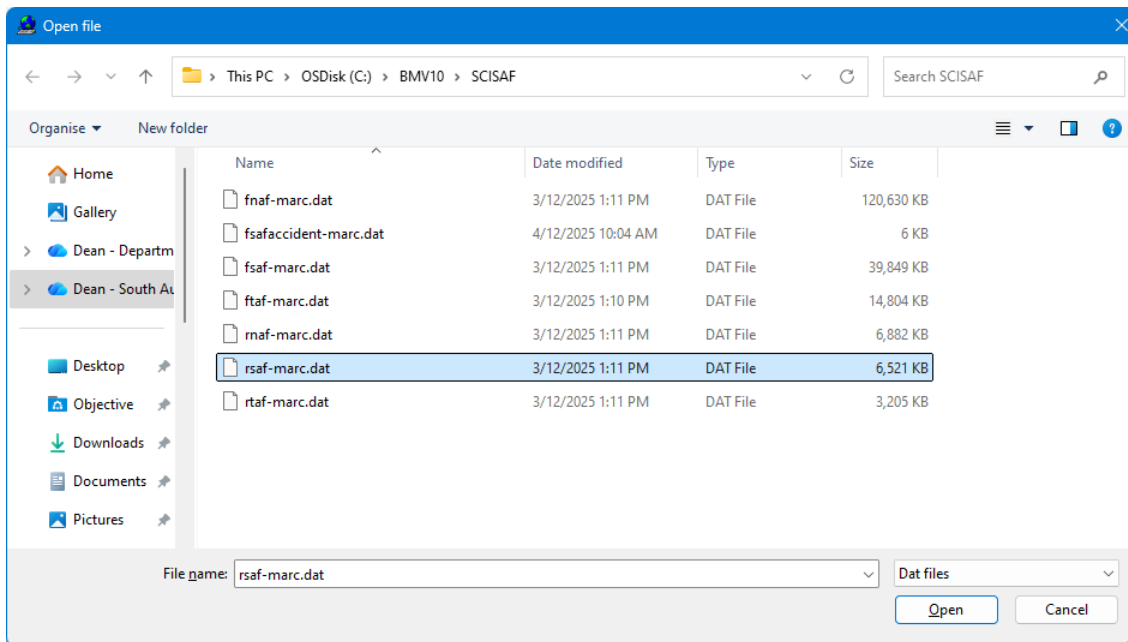 Open file
This PC > OSDisk (C:) > BMV10 > SCISAF
Search SCISAF
Organise New folder
Home
Gallery
Dean - Departm
Dean - South Au
Desktop
Objective
Downloads
Documents
Pictures
Name Date modified Type Size
fnaf-marc.dat 3/12/2025 1:11 PM DAT File 120,630 KB
fsafaccident-marc.dat 4/12/2025 10:04 AM DAT File 6 KB
fsaf-marc.dat 3/12/2025 1:11 PM DAT File 39,849 KB
ftaf-marc.dat 3/12/2025 1:10 PM DAT File 14,804 KB
rnaf-marc.dat 3/12/2025 1:11 PM DAT File 6,882 KB
rsaf-marc.dat 3/12/2025 1:11 PM DAT File 6,521 KB
rtaf-marc.dat 3/12/2025 1:11 PM DAT File 3,205 KB
File name: rsaf-marc.dat Dat files
Open Cancel